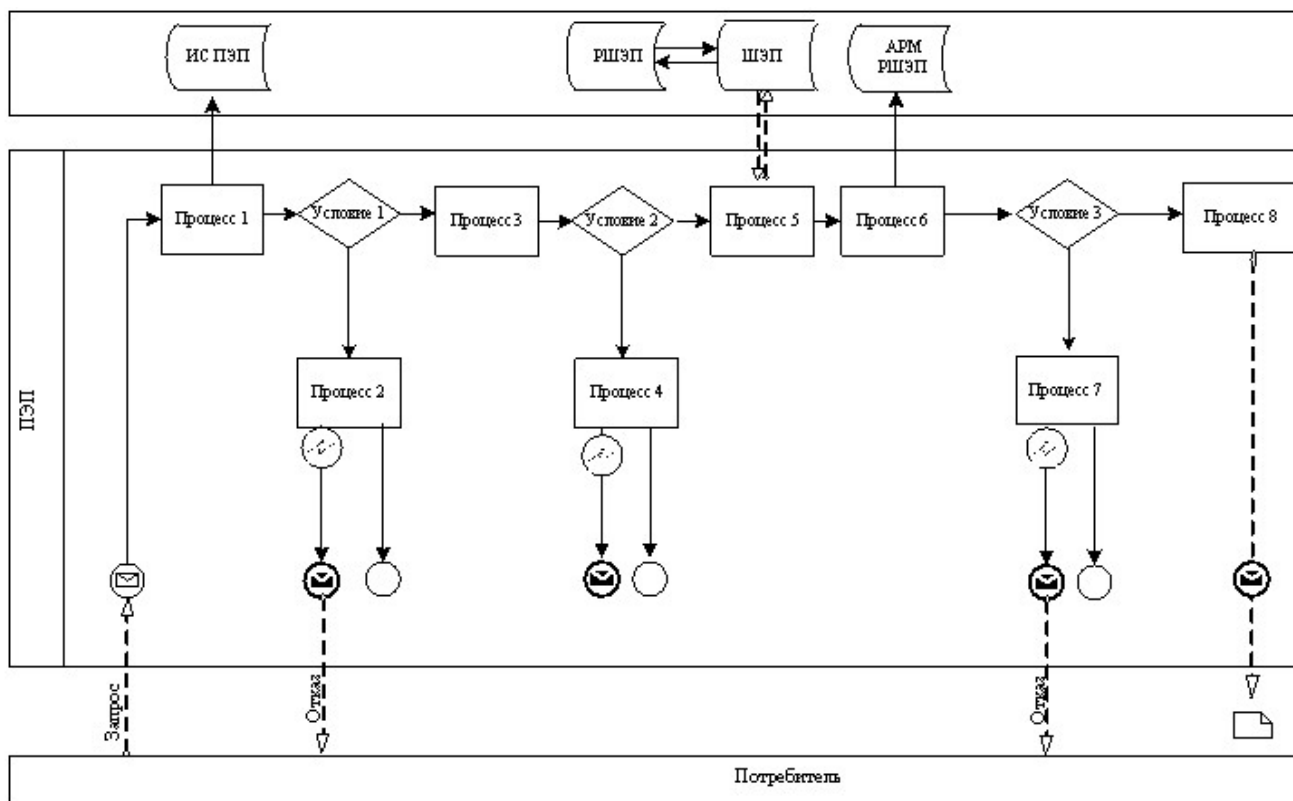 ИС ПЭП
РШЭП
ШЭП
АРМ
РШЭП
Процесс 1
Условие 1
Процесс 3
Условие 2
Процесс 5
Процесс 6
Условие 3
Процесс 8
Процесс 2
Процесс 4
Процесс 7
ПЭП
Запрос
Отказ
Отказ
Потребитель